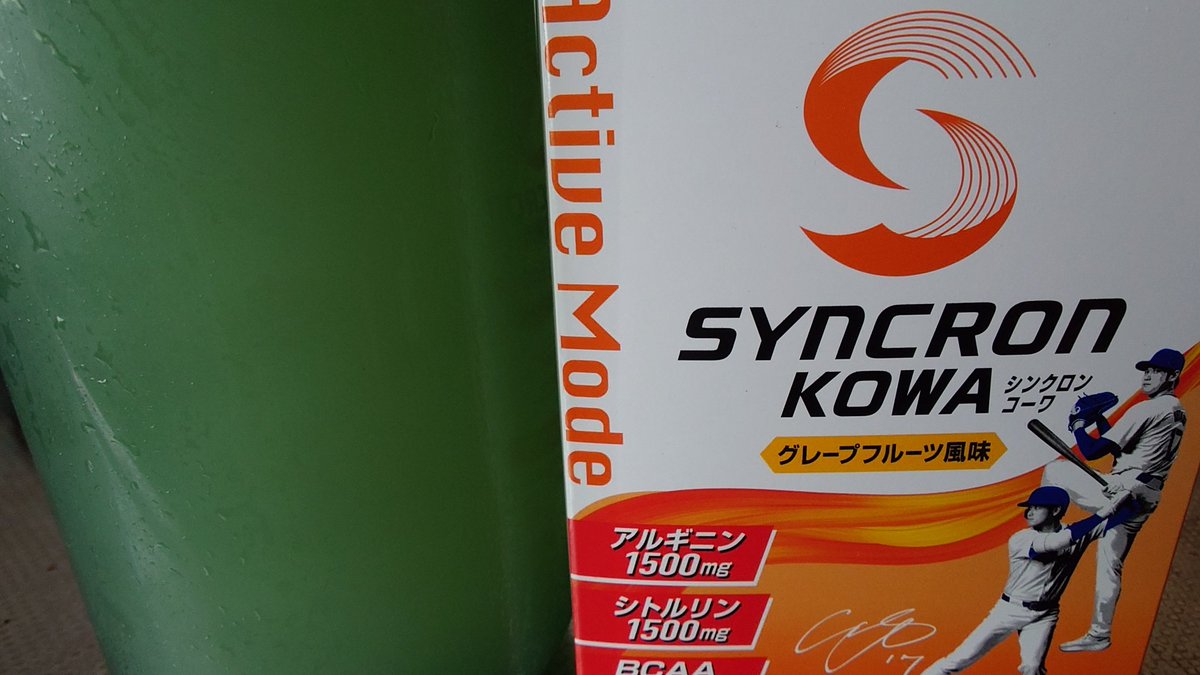 active Mode
SYNCRON
KOWA
シンクロン
コーワ
グレープフルーツ風味
アルギニン
1500mg
シトルリン
1500mg
BCAA
17